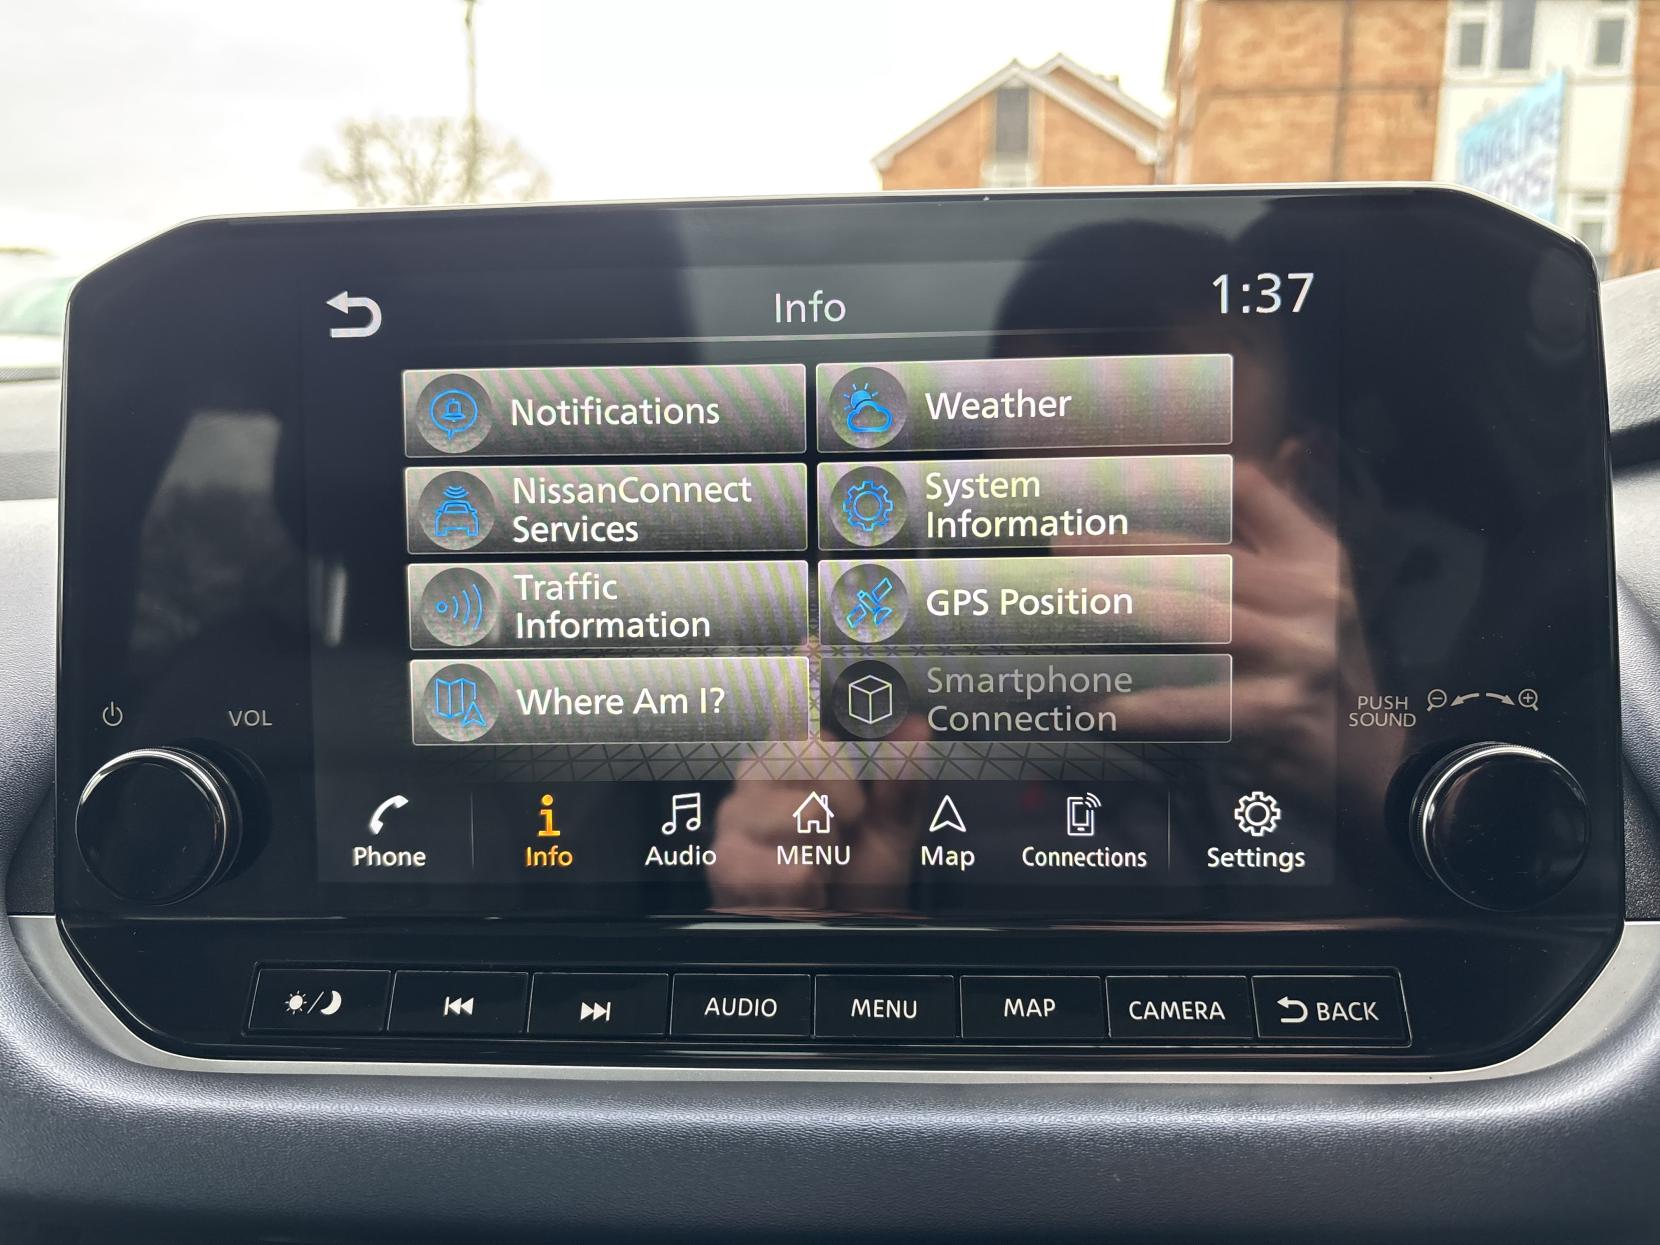 Info
1:37
Notifications
Weather
NissanConnect
Services
System
Information
Traffic
Information
GPS Position
Where Am I?
Smartphone
Connection
VOL
PUSH
SOUND
Phone
Info
Audio
MENU
Map
Connections
Settings
AUDIO
MENU
MAP
CAMERA
BACK